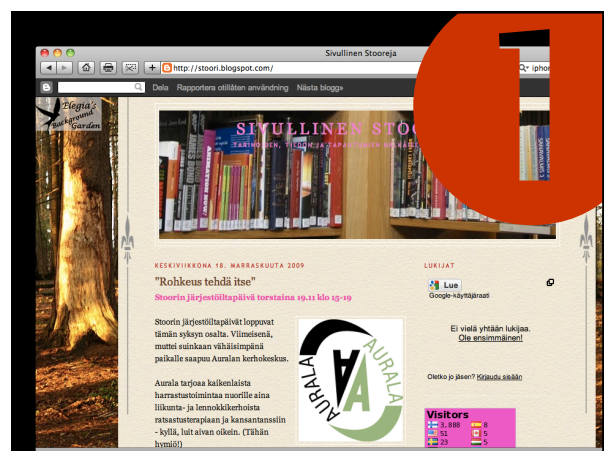 1
Sivullinen Stooreja
http://stoori.blogspot.com/
iphon
Dela Rapportera otillåten användning Nästa blogg»
Elegia's
Background
Garden
SIVULLINEN STOO
KESKIVIIKKONA 18. MARRASKUUTA 2009
"Rohkeus tehdä itse"
Stoorin järjestöiltapäivä torstaina 19.11 klo 15-19
Stoorin järjestöiltapäivät loppuvat
tämän syksyn osalta. Viimeisenä,
muttei suinkaan vähäisimpänä
paikalle saapuu Auralan kerhokeskus.
Aurala tarjoaa kaikenlaista
harrastustoimintaa nuorille aina
liikunta- ja lennokkikerhoista
ratsastusterapiaan ja kansantanssiin
- kyllä, luit aivan oikein. (Tähän
hymiö!)
AURALA
AURALA
LUKIJAT
Lue
Google-käyttäjäraati
Ei vielä yhtään lukijaa.
Ole ensimmäinen!
Oletko jo jäsen? Kirjaudu sisään
Visitors
3,888 8
51 5
23 5